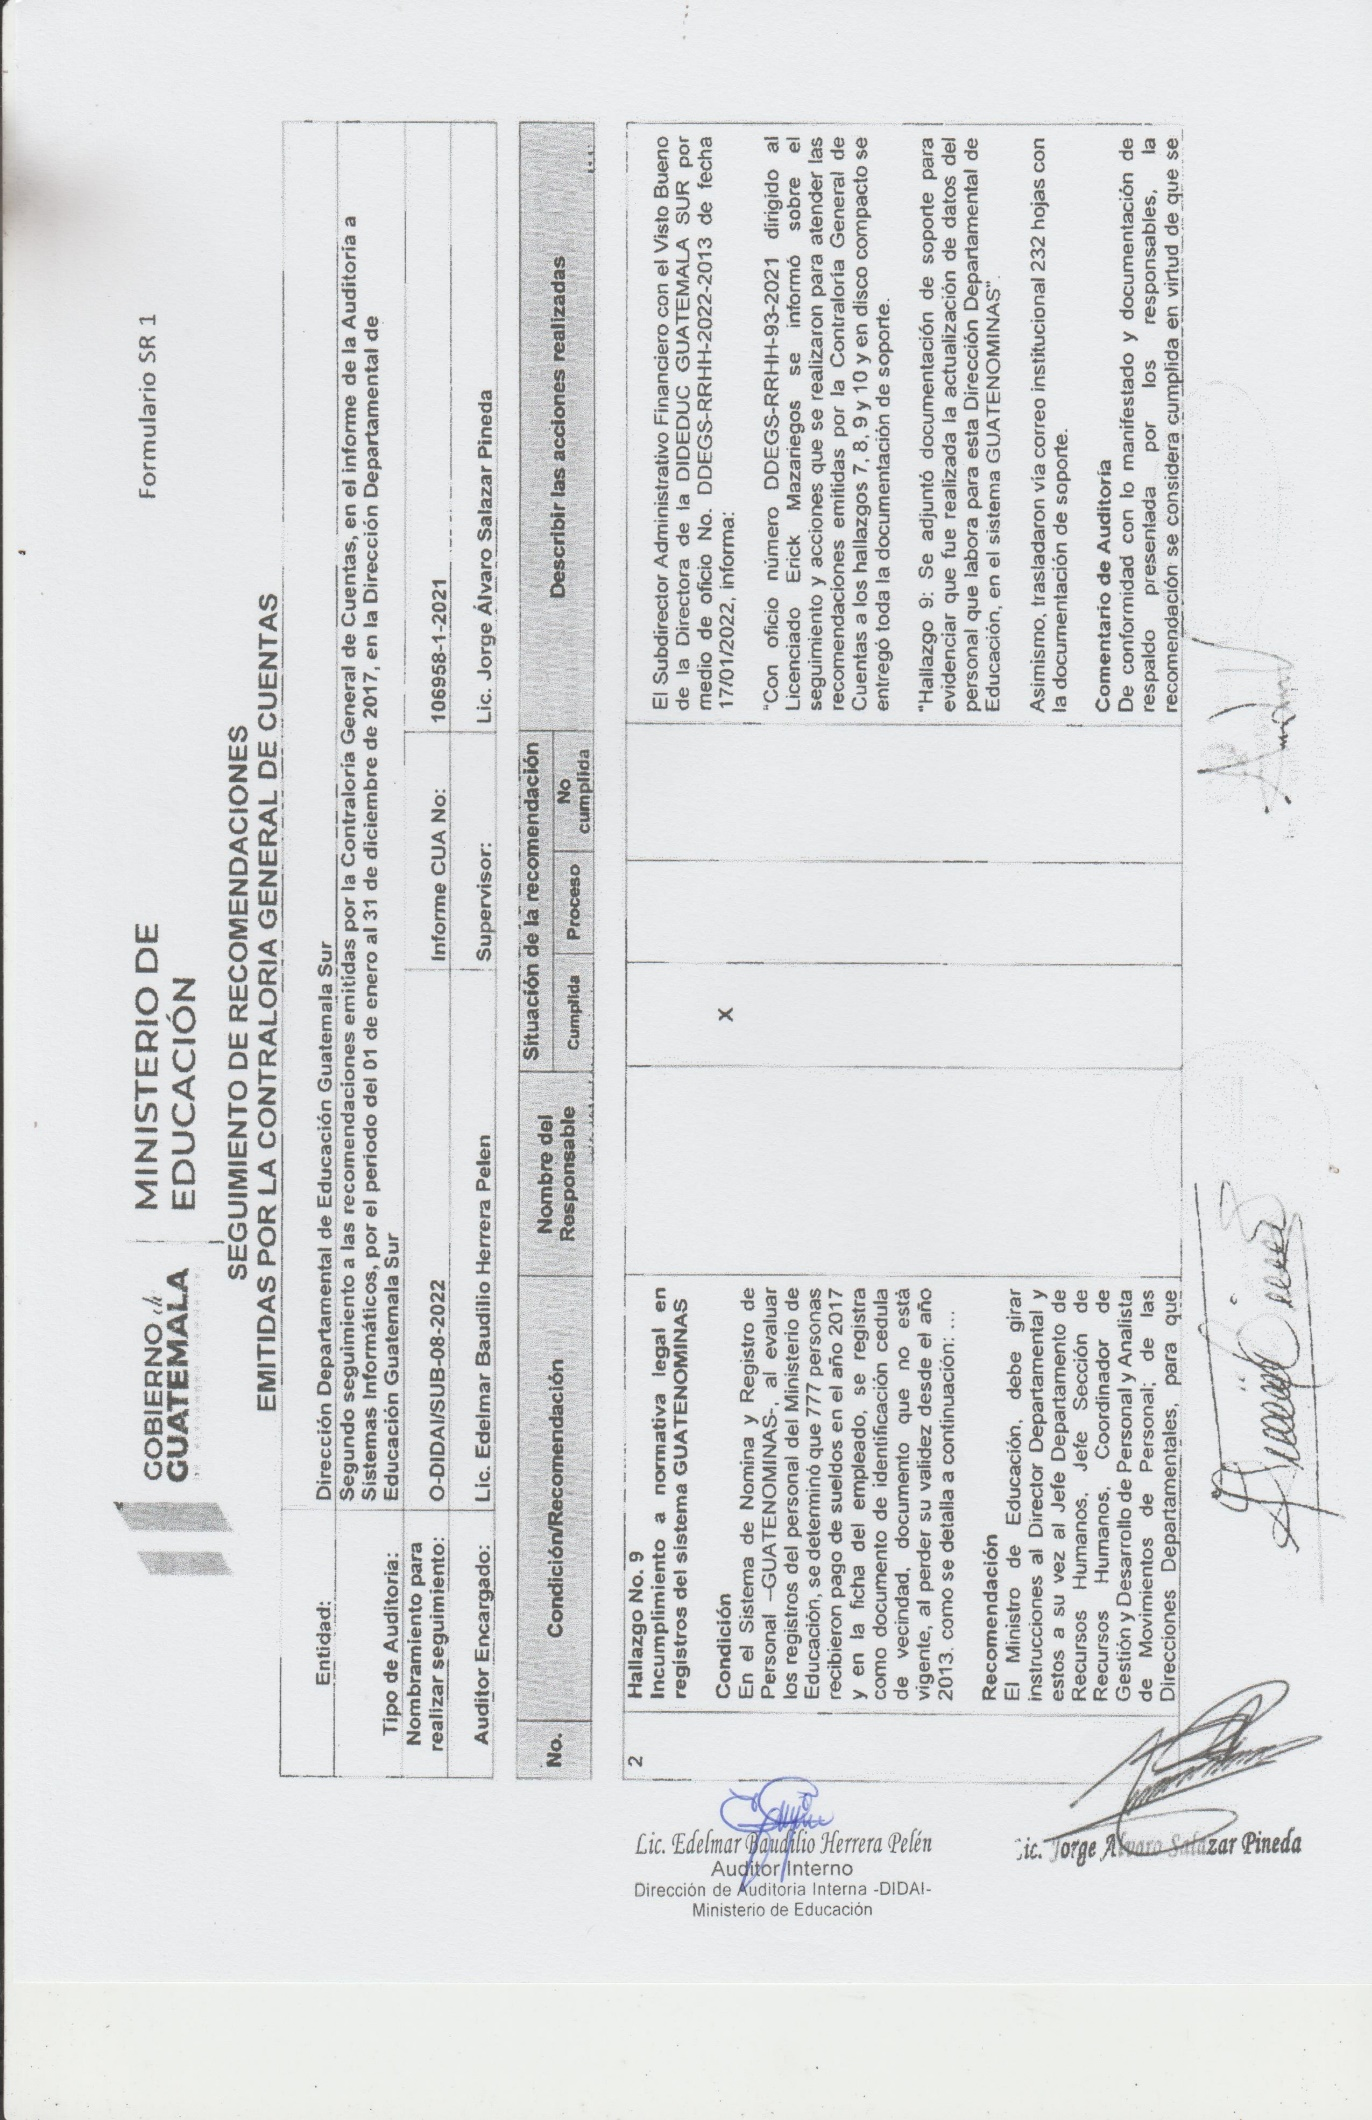 Formulario SR 1
GOBIERNO de
GUATEMALA
MINISTERIO DE
EDUCACIÓN
SEGUIMIENTO DE RECOMENDACIONES
EMITIDAS POR LA CONTRALORIA GENERAL DE CUENTAS
Entidad: Dirección Departamental de Educación Guatemala Sur
Tipo de Auditoria: Segundo seguimiento a las recomendaciones emitidas por la Contraloría General de Cuentas, en el informe de la Auditoría a
Sistemas Informáticos, por el periodo del 01 de enero al 31 de diciembre de 2017, en la Dirección Departamental de
Educación Guatemala Sur
Nombramiento para
realizar seguimiento: O-DIDAI/SUB-08-2022 Informe CUA No: 106958-1-2021
Auditor Encargado: Lic. Edelmar Baudilio Herrera Pelen Supervisor: Lic. Jorge Álvaro Salazar Pineda
No. Condición/Recomendación
Nombre del
Responsable
Situación de la recomendación
Cumplida Proceso No
cumplida
Describir las acciones realizadas
2
Hallazgo No. 9
Incumplimiento a normativa legal en
registros del sistema GUATENOMINAS
Condición
En el Sistema de Nomina y Registro de
Personal –GUATENOMINAS-, al evaluar
los registros del personal del Ministerio de
Educación, se determinó que 777 personas
recibieron pago de sueldos en el año 2017
y en la ficha del empleado, se registra
como documento de identificación cedula
de vecindad, documento que no está
vigente, al perder su validez desde el año
2013. como se detalla a continuación: …
Recomendación
El Ministro de Educación, debe girar
instrucciones al Director Departamental y
estos a su vez al Jefe Departamento de
Recursos Humanos, Jefe Sección de
Recursos Humanos, Coordinador de
Gestión y Desarrollo de Personal y Analista
de Movimientos de Personal; de las
Direcciones Departamentales, para que
X
El Subdirector Administrativo Financiero con el Visto Bueno
de la Directora de la DIDEDUC GUATEMALA SUR por
medio de oficio No. DDEGS-RRHH-2022-2013 de fecha
17/01/2022, informa:
"Con oficio número DDEGS-RRHH-93-2021 dirigido al
Licenciado Erick Mazariegos se informó sobre el
seguimiento y acciones que se realizaron para atender las
recomendaciones emitidas por la Contraloría General de
Cuentas a los hallazgos 7, 8, 9 y 10 y en disco compacto se
entregó toda la documentación de soporte.
"Hallazgo 9: Se adjuntó documentación de soporte para
evidenciar que fue realizada la actualización de datos del
personal que labora para esta Dirección Departamental de
Educación, en el sistema GUATENOMINAS".
Asimismo, trasladaron vía correo institucional 232 hojas con
la documentación de soporte.
Comentario de Auditoría
De conformidad con lo manifestado y documentación de
respaldo presentada por los responsables, la
recomendación se considera cumplida en virtud de que se
Lic. Edelmar Baudilio Herrera Pelén
Auditor Interno
Dirección de Auditoria Interna -DIDAI-
Ministerio de Educación
Lic. Jorge Alvaro Salazar Pineda